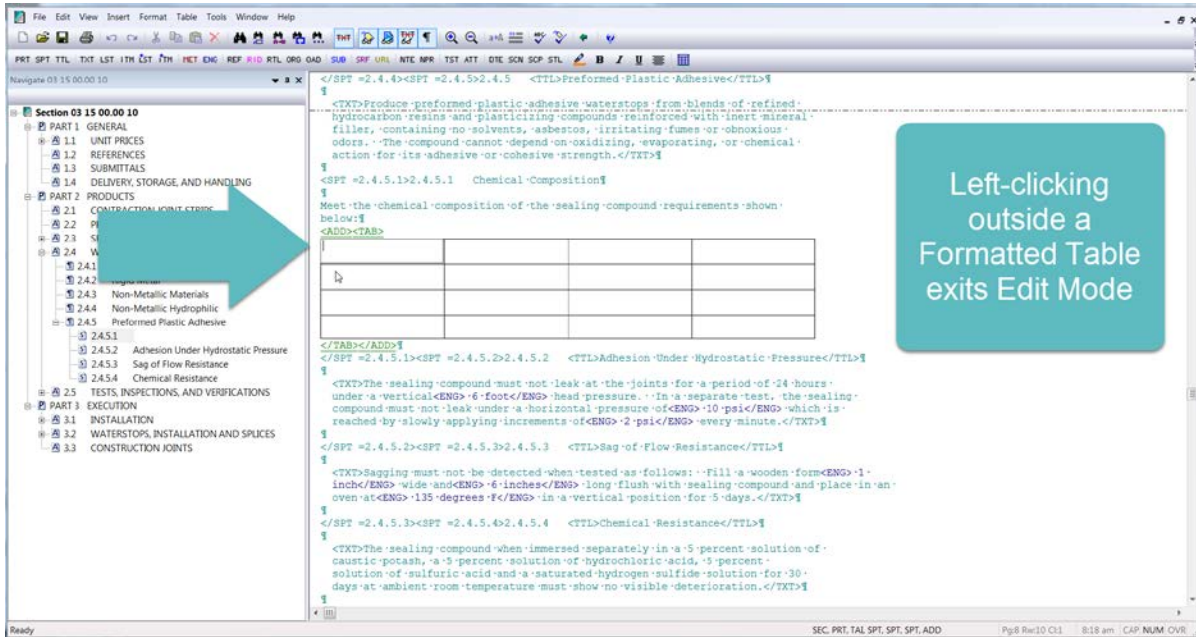 File Edit View Insert Format Table Tools Window Help
THT
PRT SPT TTL TXT LST ITM LST ITM MET ENG REF RID RTL ORG OAD SUB SRF URL NTE NPR TST ATT DTE SCN SCP STL B I U
Navigate 03 15 00.00 10
Section 03 15 00.00 10
PART 1 GENERAL
1.1 UNIT PRICES
1.2 REFERENCES
1.3 SUBMITTALS
1.4 DELIVERY, STORAGE, AND HANDLING
PART 2 PRODUCTS
2.1 CONTRACTION JOINT STRIPS
2.2
2.3
2.4
2.4.1
2.4.2 Rigid Metal
2.4.3 Non-Metallic Materials
2.4.4 Non-Metallic Hydrophilic
2.4.5 Preformed Plastic Adhesive
2.4.5.1
2.4.5.2 Adhesion Under Hydrostatic Pressure
2.4.5.3 Sag of Flow Resistance
2.4.5.4 Chemical Resistance
2.5 TESTS, INSPECTIONS, AND VERIFICATIONS
PART 3 EXECUTION
3.1 INSTALLATION
3.2 WATERSTOPS, INSTALLATION AND SPLICES
3.3 CONSTRUCTION JOINTS
</SPT =2.4.4><SPT =2.4.5>2.4.5 <TTL>Preformed·Plastic·Adhesive</TTL>¶
¶
<TXT>Produce·preformed·plastic·adhesive·waterstops·from·blends·of·refined·
hydrocarbon·resins·and·plasticizing·compounds·reinforced·with·inert·mineral·
filler,·containing·no·solvents,·asbestos,·irritating·fumes·or·obnoxious·
odors.··The·compound·cannot·depend·on·oxidizing,·evaporating,·or·chemical·
action·for·its·adhesive·or·cohesive·strength.</TXT>¶
¶
<SPT =2.4.5.1>2.4.5.1 Chemical·Composition¶
¶
Meet·the·chemical·composition·of·the·sealing·compound·requirements·shown·
below:¶
<ADD><TAB>
</TAB></ADD>¶
</SPT =2.4.5.1><SPT =2.4.5.2>2.4.5.2 <TTL>Adhesion·Under·Hydrostatic·Pressure</TTL>¶
¶
<TXT>The·sealing·compound·must·not·leak·at·the·joints·for·a·period·of·24·hours·
under·a·vertical<ENG>·6·foot</ENG>·head·pressure.··In·a·separate·test,·the·sealing·
compound·must·not·leak·under·a·horizontal·pressure·of<ENG>·10·psi</ENG>·which·is·
reached·by·slowly·applying·increments·of<ENG>·2·psi</ENG>·every·minute.</TXT>¶
¶
</SPT =2.4.5.2><SPT =2.4.5.3>2.4.5.3 <TTL>Sag·of·Flow·Resistance</TTL>¶
¶
<TXT>Sagging·must·not·be·detected·when·tested·as·follows:··Fill·a·wooden·form<ENG>·1·
inch</ENG>·wide·and<ENG>·6·inches</ENG>·long·flush·with·sealing·compound·and·place·in·an·
oven·at<ENG>·135·degrees·F</ENG>·in·a·vertical·position·for·5·days.</TXT>¶
¶
</SPT =2.4.5.3><SPT =2.4.5.4>2.4.5.4 <TTL>Chemical·Resistance</TTL>¶
¶
<TXT>The·sealing·compound·when·immersed·separately·in·a·5·percent·solution·of·
caustic·potash,·a·5·percent·solution·of·hydrochloric·acid,·5·percent·
solution·of·sulfuric·acid·and·a·saturated·hydrogen·sulfide·solution·for·30·
days·at·ambient·room·temperature·must·show·no·visible·deterioration.</TXT>¶
¶
Left-clicking
outside a
Formatted Table
exits Edit Mode
Ready
SEC, PRT, TAI, SPT, SPT, SPT, ADD Pg:8 Rw:10 Cl:1 8:18 am CAP NUM OVR